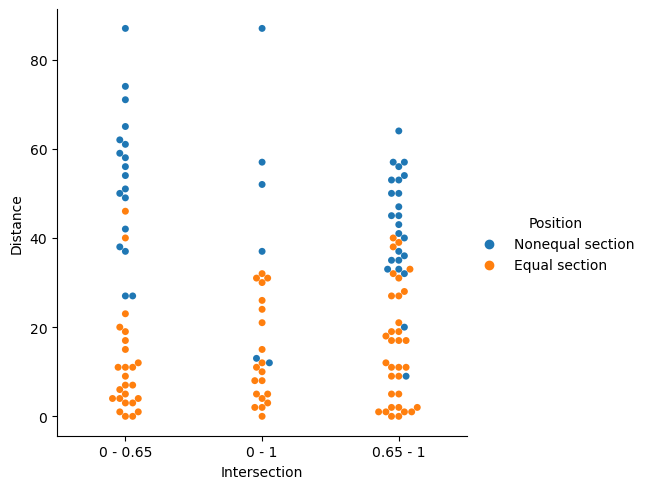 Distance
80
60
40
20
0
0 - 0.65
0 - 1
0.65 - 1
Intersection
Position
Nonequal section
Equal section